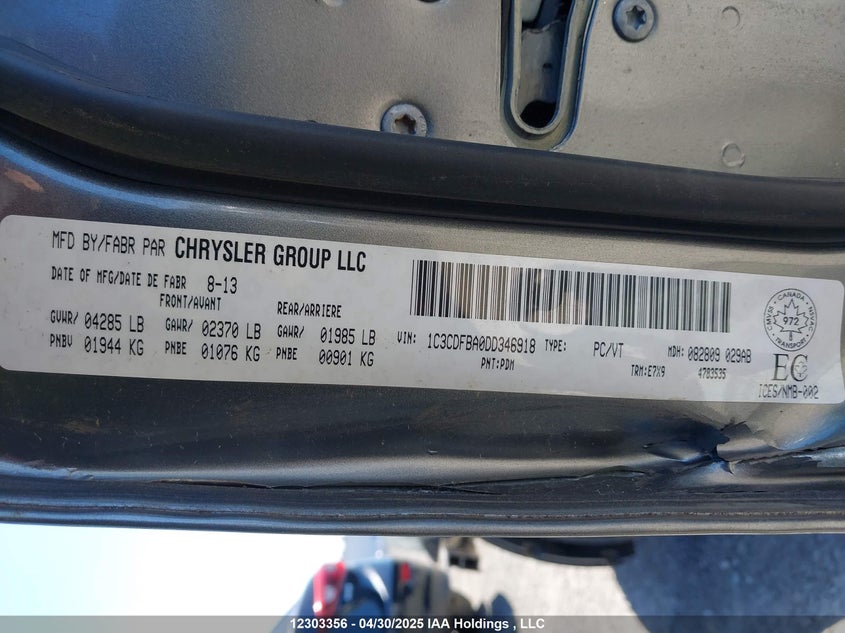 MFD BY/FABR PAR CHRYSLER GROUP LLC
DATE OF MFG/DATE DE FABR 8-13
FRONT/AVANT REAR/ARRIERE
GVWR/ 04285 LB GAWR/ 02370 LB GAWR/ 01985 LB
PNBV 01944 KG PNBE 01076 KG PNBE 00901 KG
VIN: 1C3CDFBA0DD346918 TYPE: PC/VT MDH: 082809 029AB
PNT:PDM TRM:E7X9 4783535
CANADA
972
TRANSPORT
EC
ICES/NMB-002
12303356 - 04/30/2025 IAA Holdings , LLC